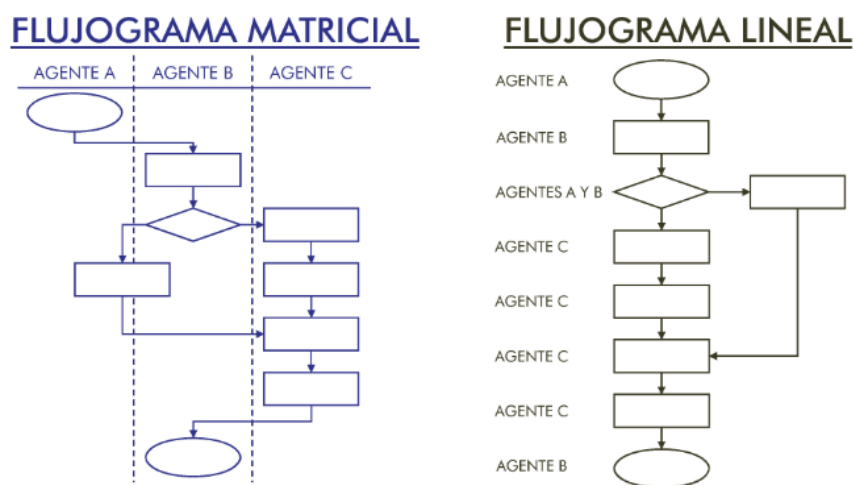 FLUJOGRAMA MATRICIAL
AGENTE A AGENTE B AGENTE C
FLUJOGRAMA LINEAL
AGENTE A
AGENTE B
AGENTES A Y B
AGENTE C
AGENTE C
AGENTE C
AGENTE C
AGENTE B